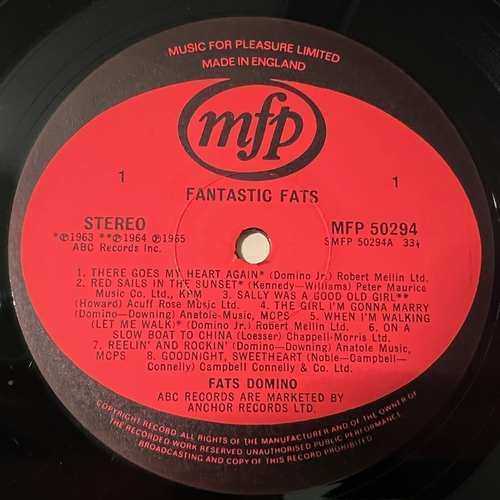 MUSIC FOR PLEASURE LIMITED
MADE IN ENGLAND
mfp
1 1
FANTASTIC FATS
STEREO
*℗1963 **℗1964 ℗1965
ABC Records Inc.
MFP 50294
SMFP 50294A 33⅓
1. THERE GOES MY HEART AGAIN* (Domino Jr.) Robert Mellin Ltd.
2. RED SAILS IN THE SUNSET* (Kennedy—Williams) Peter Maurice
Music Co. Ltd., KPM 3. SALLY WAS A GOOD OLD GIRL**
(Howard) Acuff Rose Music Ltd. 4. THE GIRL I'M GONNA MARRY
(Domino—Downing) Anatole-Music, MCPS 5. WHEN I'M WALKING
(LET ME WALK)* (Domino Jr.) Robert Mellin Ltd. 6. ON A
SLOW BOAT TO CHINA (Loesser) Chappell-Morris Ltd.
7. REELIN' AND ROCKIN' (Domino—Downing) Anatole Music,
MCPS 8. GOODNIGHT, SWEETHEART (Noble—Campbell—
Connelly) Campbell Connelly & Co. Ltd.
FATS DOMINO
ABC RECORDS ARE MARKETED BY
ANCHOR RECORDS LTD.
COPYRIGHT RECORD. ALL RIGHTS OF THE MANUFACTURER AND OF THE OWNER OF
THE RECORDED WORK RESERVED UNAUTHORISED PUBLIC PERFORMANCE,
BROADCASTING AND COPY OF THIS RECORD PROHIBITED